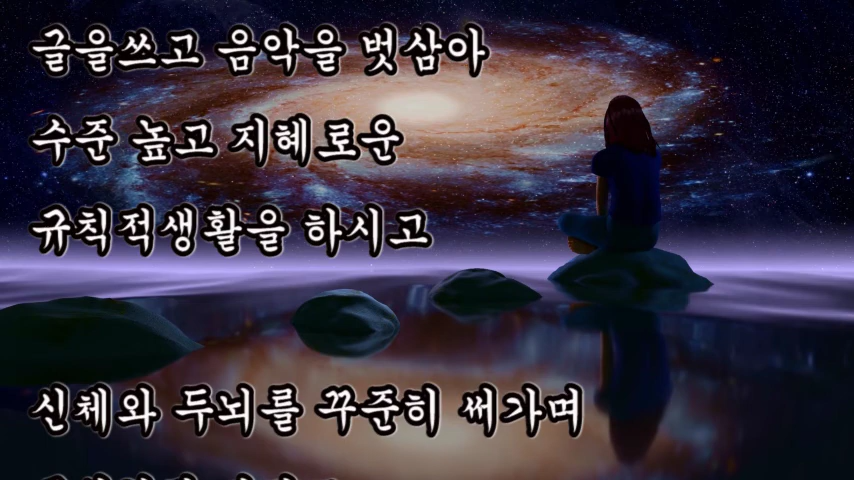 글을쓰고 음악을 벗삼아
수준 높고 지혜로운
규칙적생활을 하시고
신체와 두뇌를 꾸준히 써가며